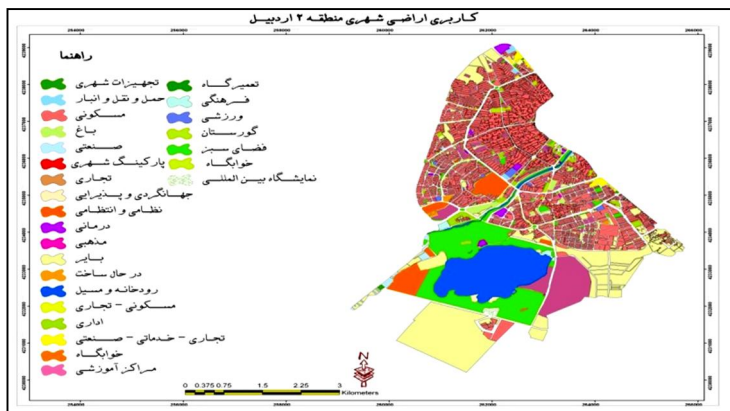 کاربری اراضی شهری منطقه ۲ اردبیل
راهنما
تجهیزات شهری
حمل و نقل و انبار
مسکونی
باغ
صنعتی
پارکینگ شهری
تجاری
جهانگردی و پذیرایی
نظامی و انتظامی
درمانی
مذهبی
بایر
در حال ساخت
رودخانه و مسیل
مسکونی - تجاری
اداری
تجاری - خدماتی - صنعتی
خوابگاه
مراکز آموزشی
تعمیرگاه
فرهنگی
ورزشی
گورستان
فضای سبز
خوابگاه
نمایشگاه بین المللی
N
0 0.375 0.75 1.5 2.25 3
Kilometers